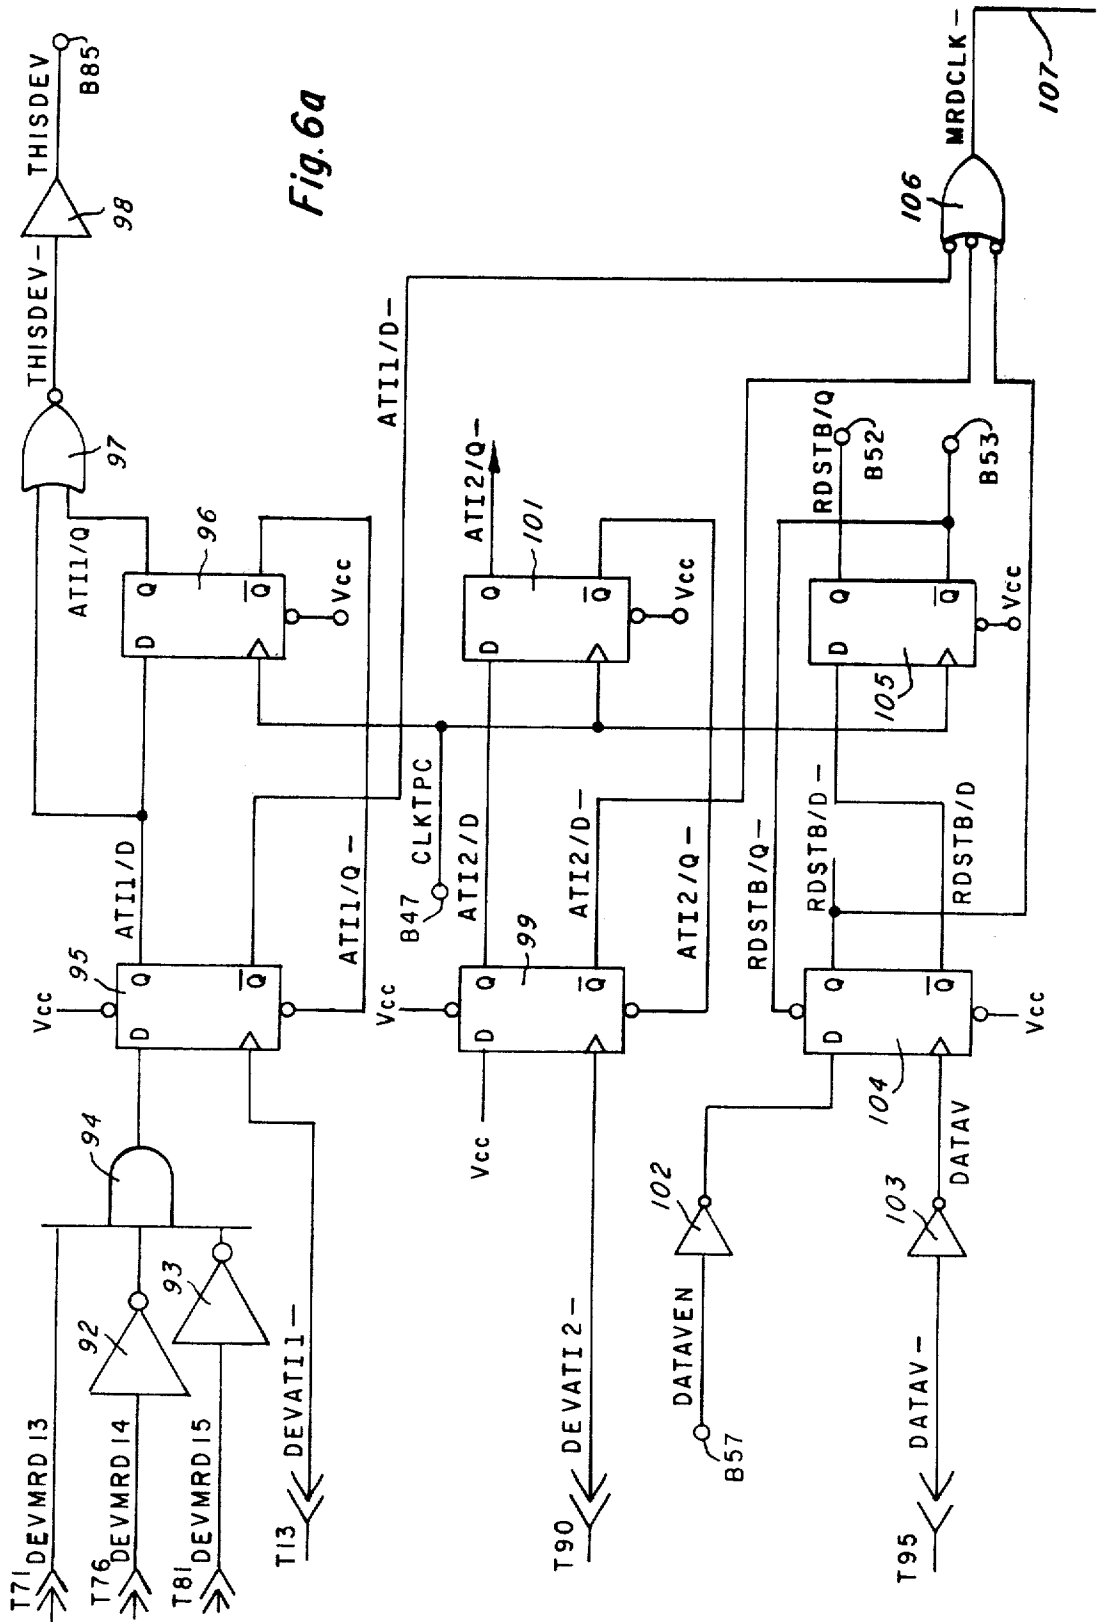 T71 DEVMRD13
T76 DEVMRD14
T81 DEVMRD15
92
93
94
Vcc
95
D
Q
Q
ATI1/D
ATI1/Q
D
Q
Q
96
Vcc
97
THISDEV-
98
THISDEV
B85
T13
DEVATI1-
ATI1/Q-
ATI1/D-
Fig. 6a
B47
CLKTPC
Vcc
Vcc
D
Q
Q
99
ATI2/D
ATI2/D-
ATI2/Q-
D
Q
Q
101
ATI2/Q-
Vcc
T90
DEVATI2-
B57
DATAVEN
102
RDSTB/Q-
D
Q
Q
104
Vcc
RDSTB/D-
RDSTB/D
D
Q
Q
105
Vcc
RDSTB/Q
B52
B53
T95
DATAV-
103
DATAV
106
MRDCLK-
107